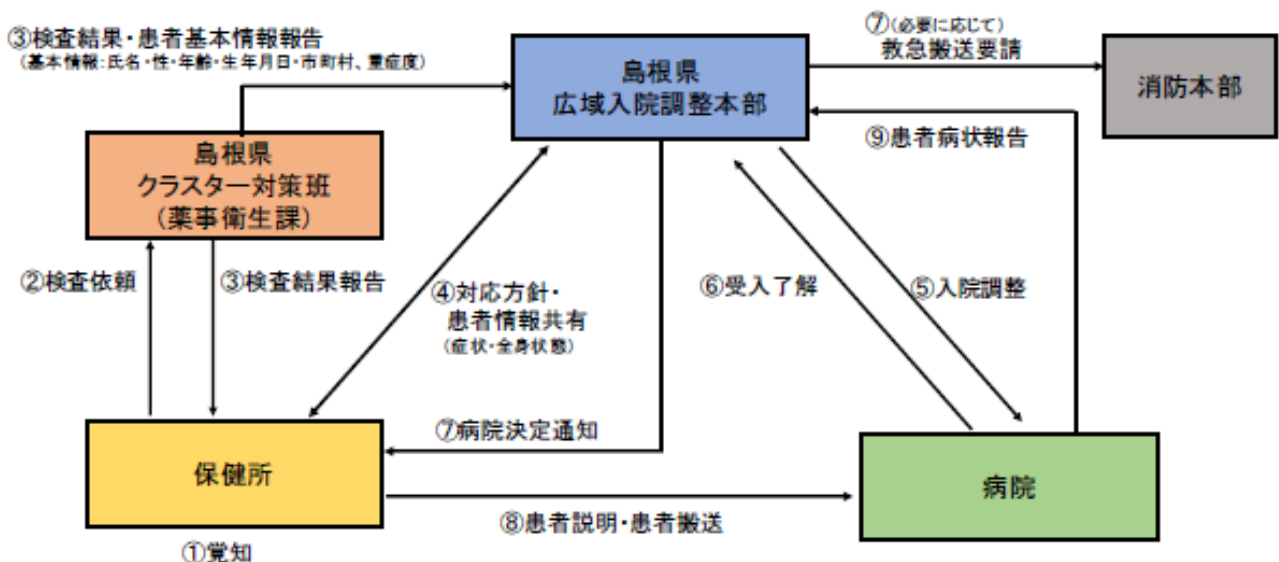 ③検査結果・患者基本情報報告
(基本情報:氏名・性・年齢・生年月日・市町村、重症度)
島根県
広域入院調整本部
⑦(必要に応じて)
救急搬送要請
消防本部
⑨患者病状報告
島根県
クラスター対策班
(薬事衛生課)
②検査依頼
③検査結果報告
④対応方針・
患者情報共有
(症状・全身状態)
⑥受入了解
⑤入院調整
⑦病院決定通知
保健所
病院
⑧患者説明・患者搬送
①覚知